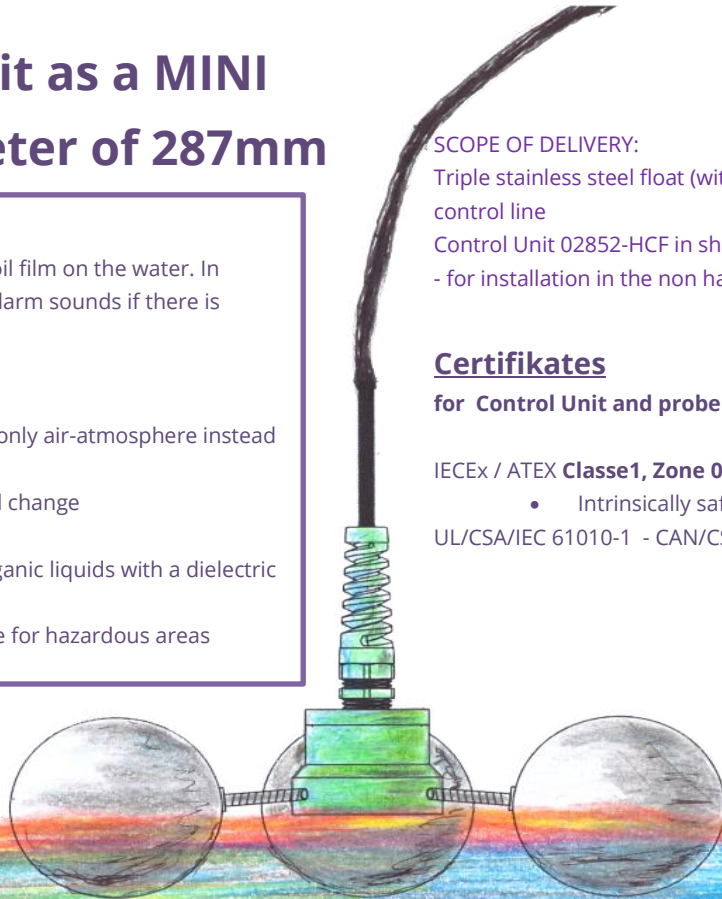 it as a MINI
eter of 287mm
oil film on the water. In
larm sounds if there is
only air-atmosphere instead
l change
ganic liquids with a dielectric
e for hazardous areas
SCOPE OF DELIVERY:
Triple stainless steel float (wit
control line
Control Unit 02852-HCF in sh
- for installation in the non ha
Certifikates
for Control Unit and probe
IECEx / ATEX Classe1, Zone 0
• Intrinsically saf
UL/CSA/IEC 61010-1 - CAN/CS